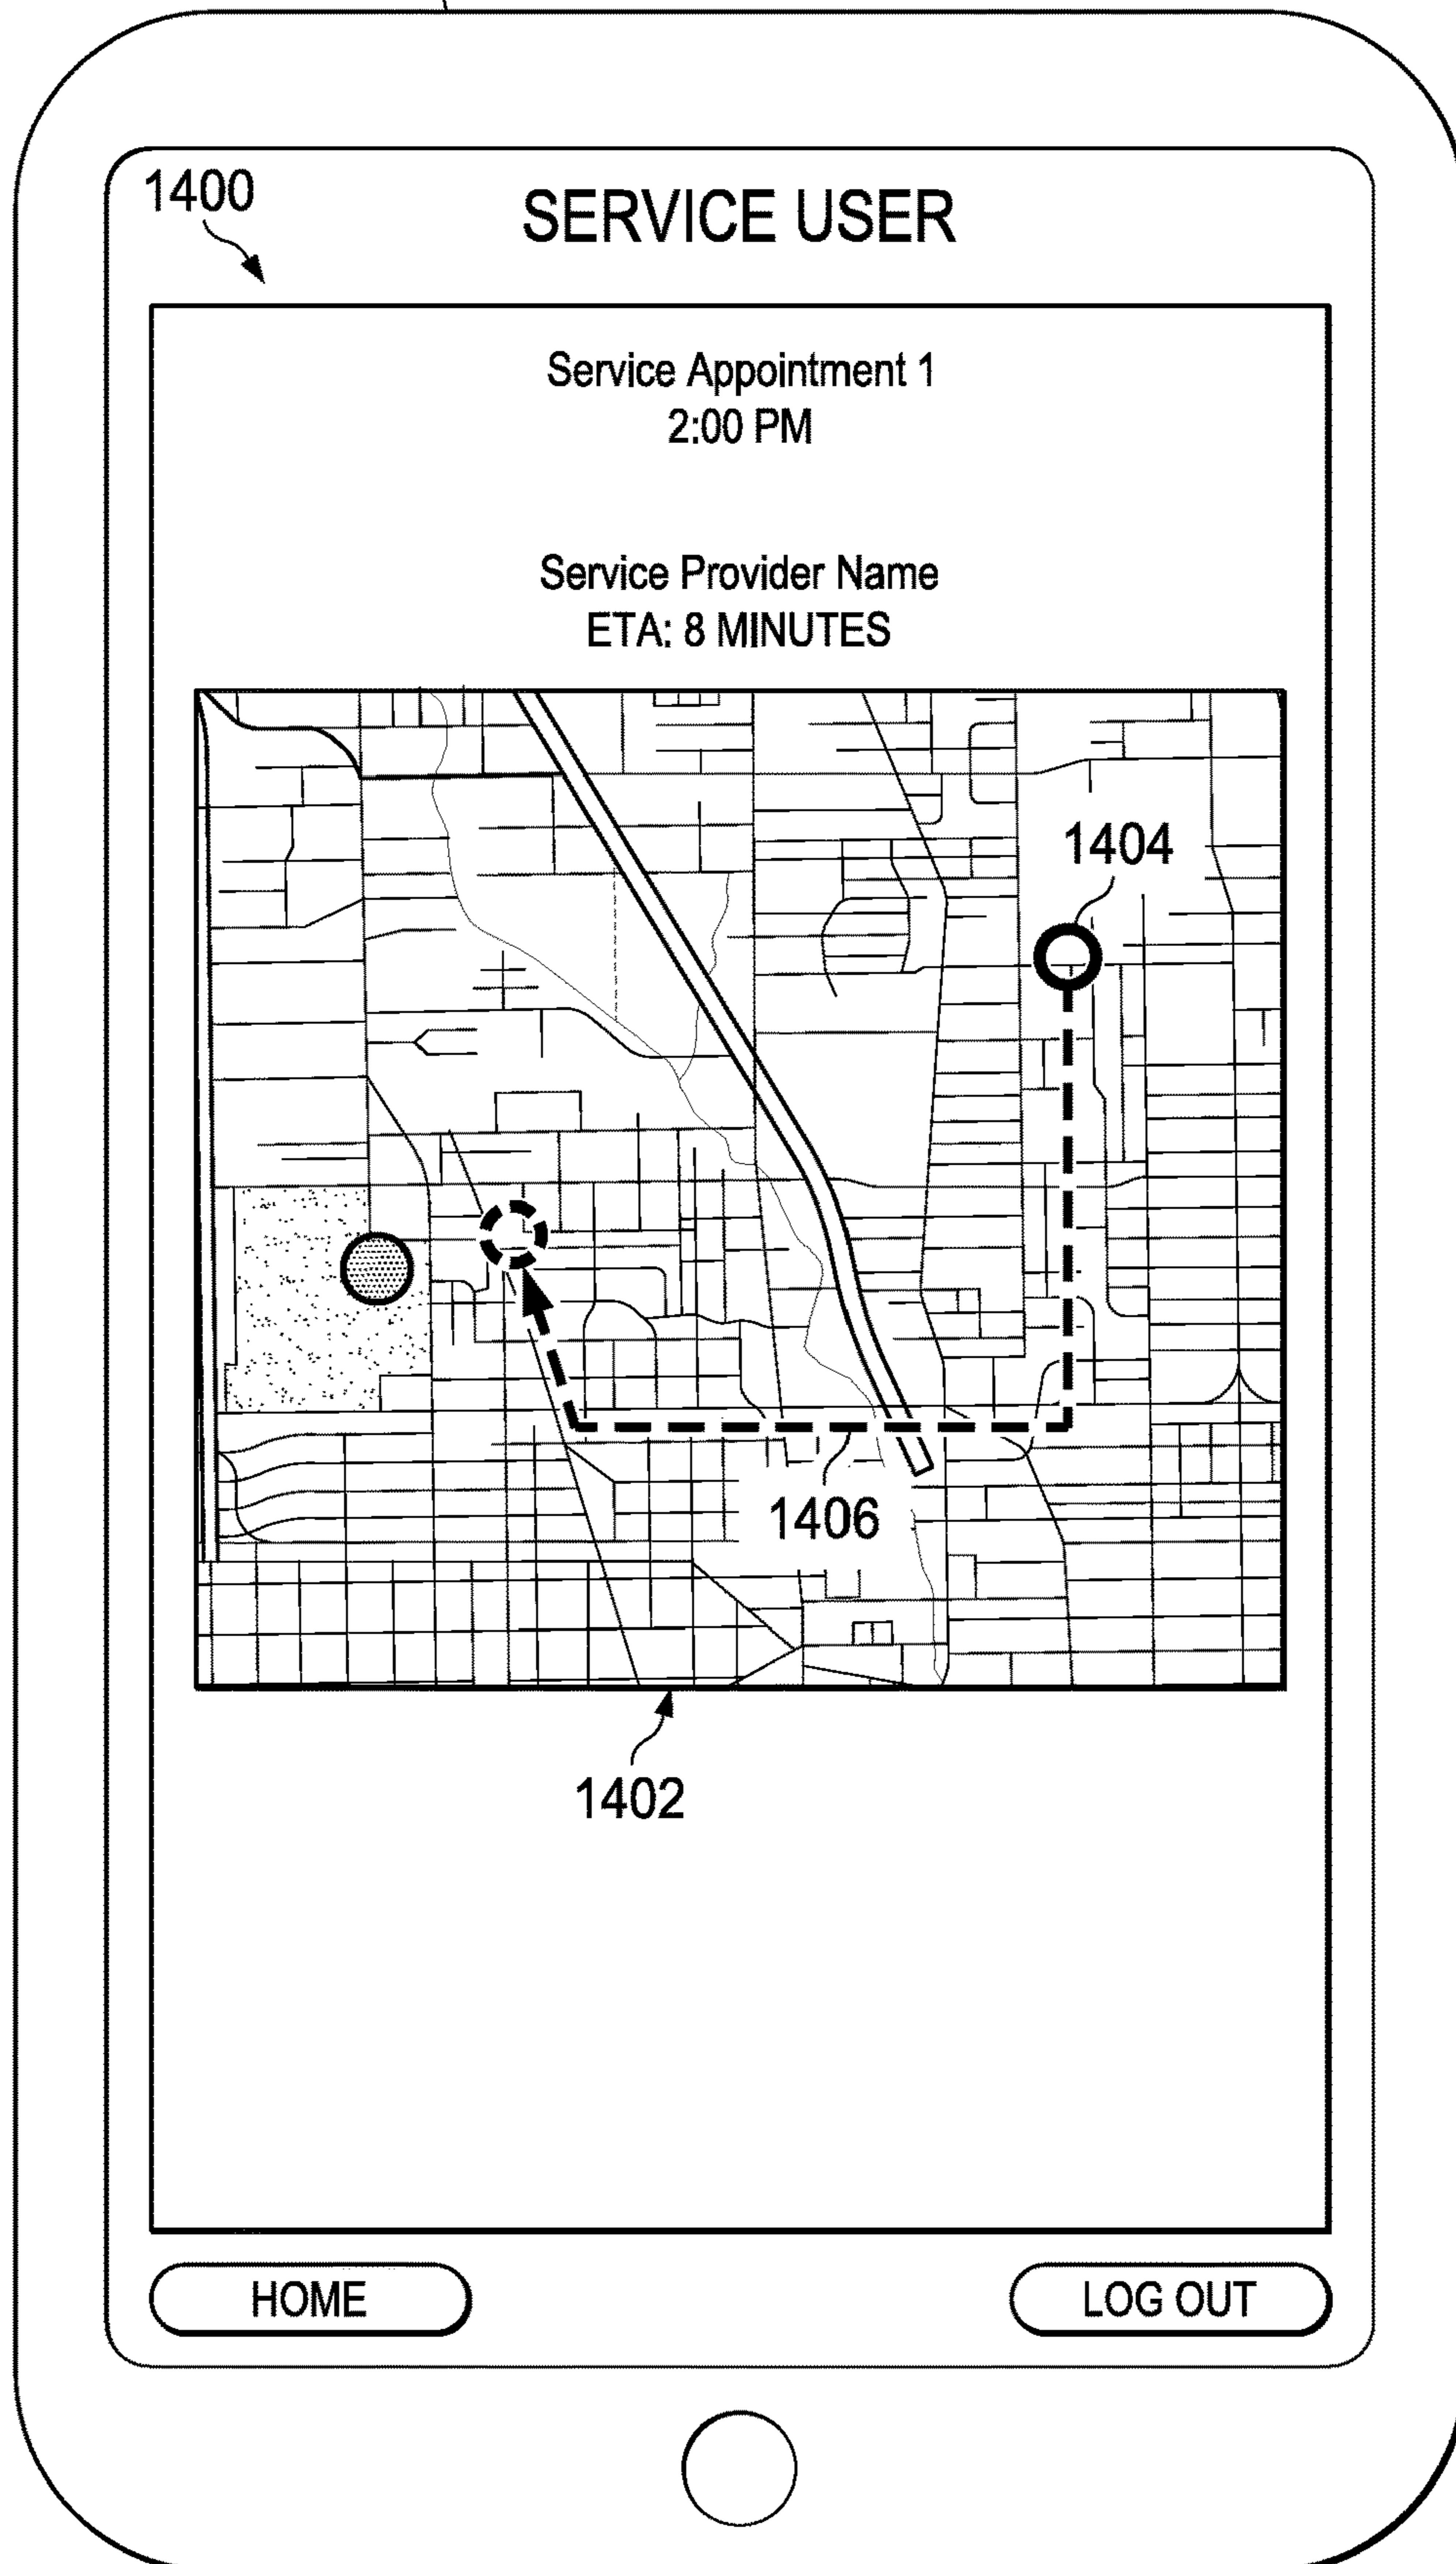 1400
SERVICE USER
Service Appointment 1
2:00 PM
Service Provider Name
ETA: 8 MINUTES
1404
1406
1402
HOME
LOG OUT